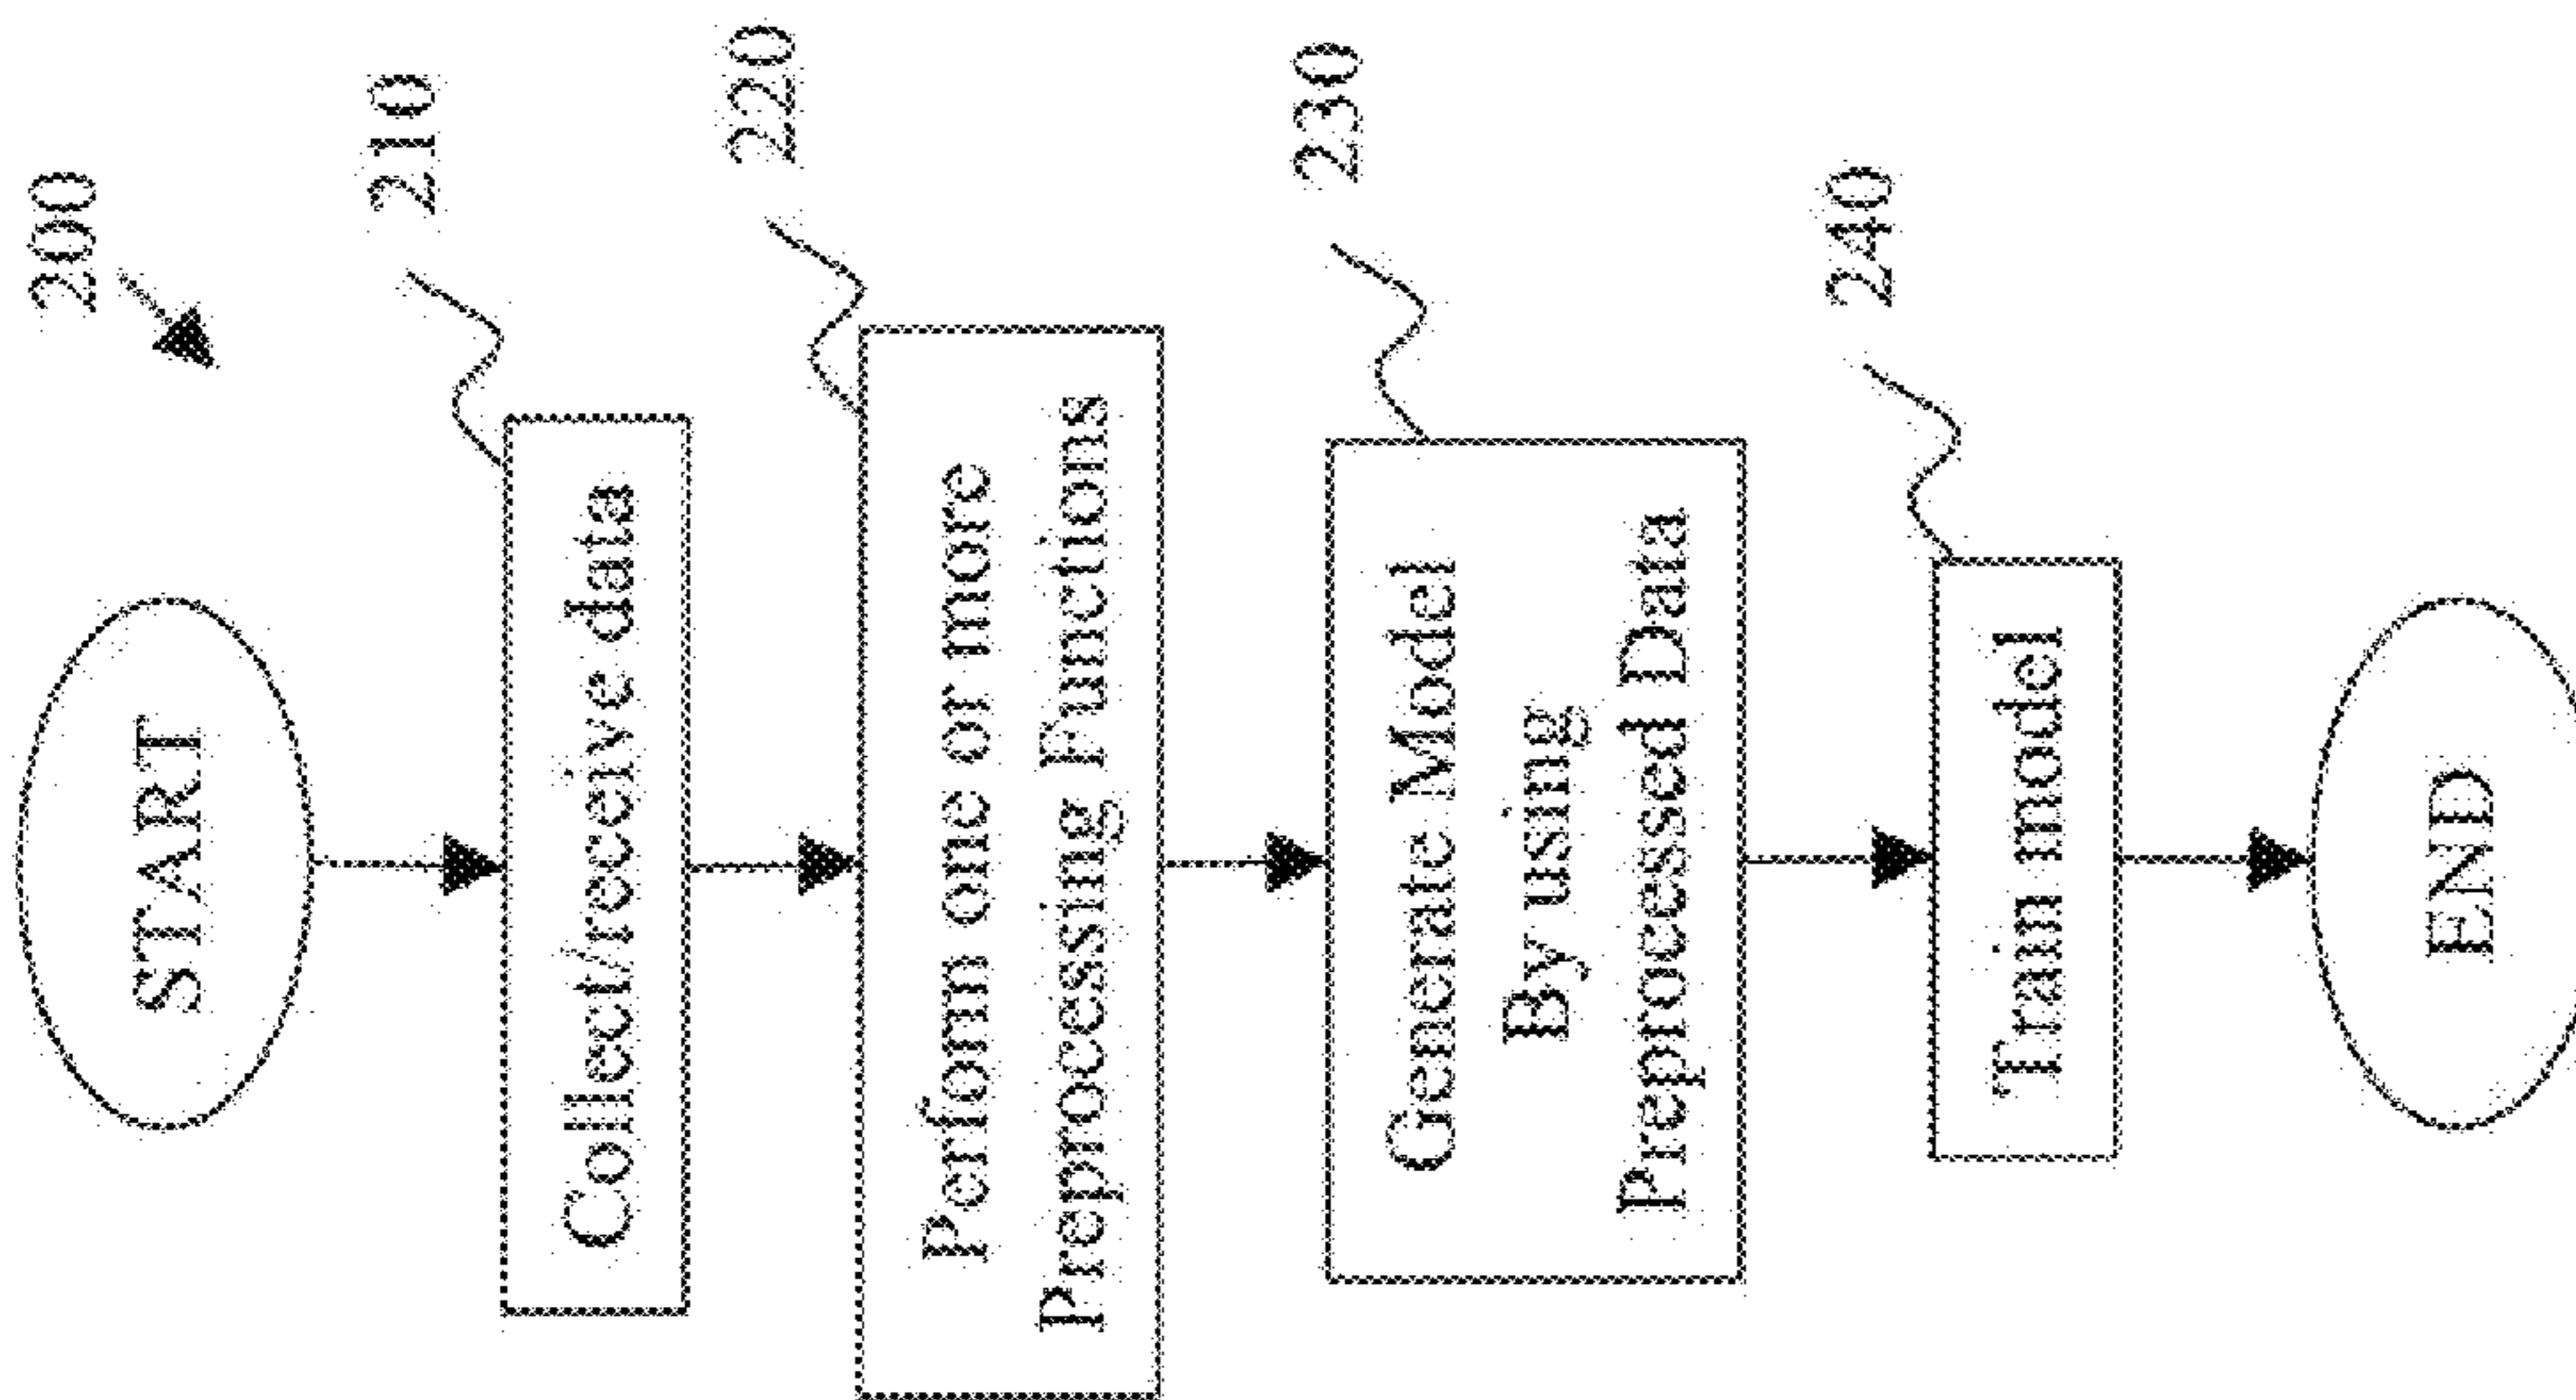 200
START
210
Collect/receive data
220
Perform one or more
Preprocessing Functions
230
Generate Model
By using
Preprocessed Data
240
Train model
END